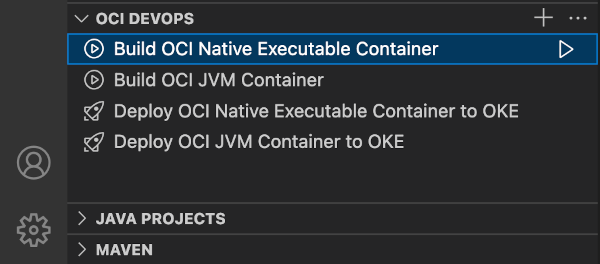 OCI DEVOPS
Build OCI Native Executable Container
Build OCI JVM Container
Deploy OCI Native Executable Container to OKE
Deploy OCI JVM Container to OKE
JAVA PROJECTS
MAVEN